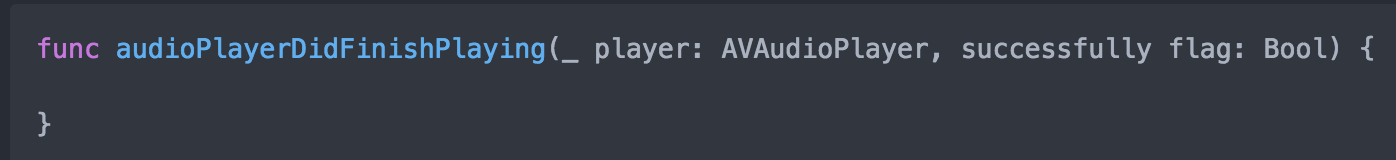 func audioPlayerDidFinishPlaying(_ player: AVAudioPlayer, successfully flag: Bool) {
}